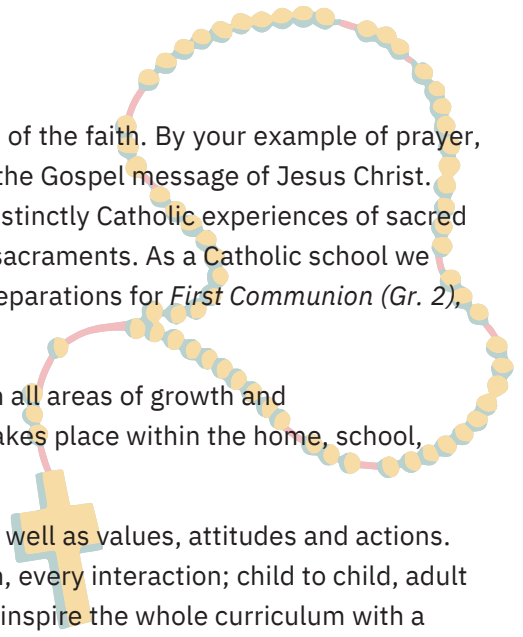 of the faith. By your example of prayer,
the Gospel message of Jesus Christ.
stinctly Catholic experiences of sacred
sacraments. As a Catholic school we
eparations for First Communion (Gr. 2),
all areas of growth and
akes place within the home, school,
well as values, attitudes and actions.
, every interaction; child to child, adult
inspire the whole curriculum with a